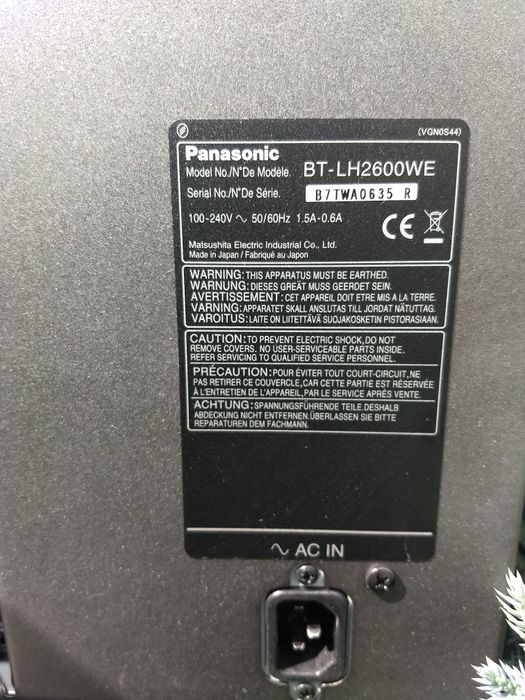 (VGN0S44)
Panasonic
Model No./N°De Modèle. BT-LH2600WE
Serial No./N°De Série. B7TWA0635 R
100-240V ∿ 50/60Hz 1.5A-0.6A
CE
Matsushita Electric Industrial Co., Ltd.
Made in Japan / Fabriqué au Japon
WARNING: THIS APPARATUS MUST BE EARTHED.
WARNUNG: DIESES GREÄT MUSS GEERDET SEIN.
AVERTISSEMENT: CET APPAREIL DOIT ETRE MIS A LA TERRE.
VARNING: APPARATET SKALL ANSLUTAS TILL JORDAT NÄTUTTAG.
VAROITUS: LAITE ON LIITETTÄVÄ SUOJAKOSKETIN PISTORASIAAN.
CAUTION: TO PREVENT ELECTRIC SHOCK, DO NOT
REMOVE COVERS. NO USER-SERVICEABLE PARTS INSIDE.
REFER SERVICING TO QUALIFIED SERVICE PERSONNEL.
PRÉCAUTION: POUR ÉVITER TOUT COURT-CIRCUIT, NE
PAS RETIRER CE COUVERCLE, CAR CETTE PARTIE EST RÉSERVÉE
À L'ENTRETIEN DE L'APPAREIL, PAR LE SERVICE APRÈS VENTE.
ACHTUNG: SPANNUNGSFÜHRENDE TEILE. DESHALB
ABDECKUNG NICHT ENTFERNEN. ÜBERLASSEN SIE BITTE
REPARATUREN DEM FACHMANN.
∿ AC IN